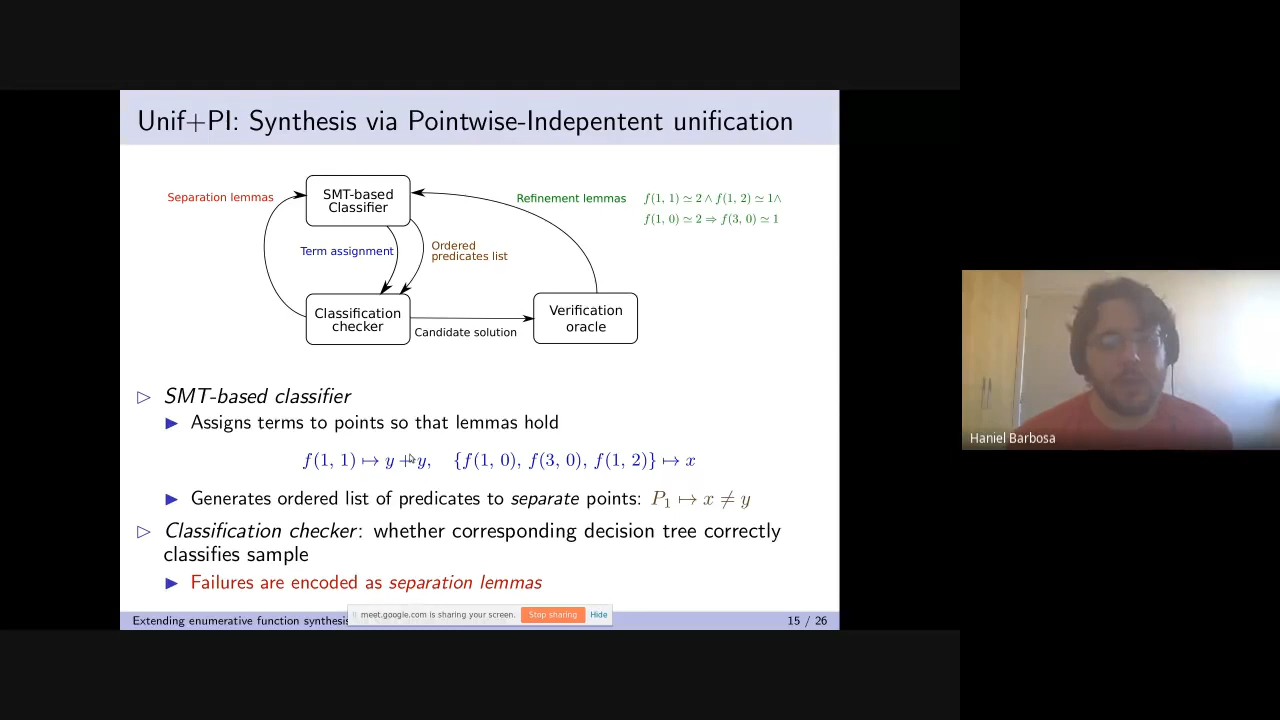 Unif+PI: Synthesis via Pointwise-Indepentent unification
Separation lemmas
SMT-based
Classifier
Refinement lemmas
f(1, 1) ≃ 2 ∧ f(1, 2) ≃ 1∧
f(1, 0) ≃ 2 ⇒ f(3, 0) ≃ 1
Term assignment
Ordered
predicates list
Classification
checker
Candidate solution
Verification
oracle
▷ SMT-based classifier
▶ Assigns terms to points so that lemmas hold
f(1, 1) ↦ y + y, {f(1, 0), f(3, 0), f(1, 2)} ↦ x
▶ Generates ordered list of predicates to separate points: P₁ ↦ x ≠ y
▷ Classification checker: whether corresponding decision tree correctly
classifies sample
▶ Failures are encoded as separation lemmas
meet.google.com is sharing your screen. Stop sharing Hide
Extending enumerative function synthesis
15 / 26
Haniel Barbosa